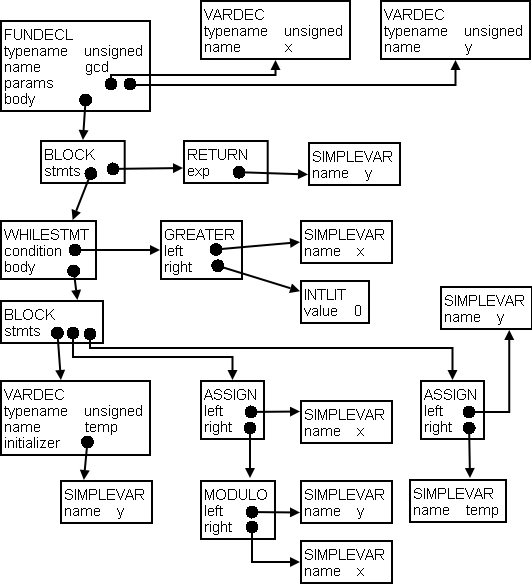 FUNDECL
typename unsigned
name gcd
params
body
VARDEC
typename unsigned
name x
VARDEC
typename unsigned
name y
BLOCK
stmts
RETURN
exp
SIMPLEVAR
name y
WHILESTMT
condition
body
GREATER
left
right
SIMPLEVAR
name x
INTLIT
value 0
BLOCK
stmts
SIMPLEVAR
name y
VARDEC
typename unsigned
name temp
initializer
ASSIGN
left
right
SIMPLEVAR
name x
ASSIGN
left
right
SIMPLEVAR
name y
MODULO
left
right
SIMPLEVAR
name y
SIMPLEVAR
name temp
SIMPLEVAR
name x